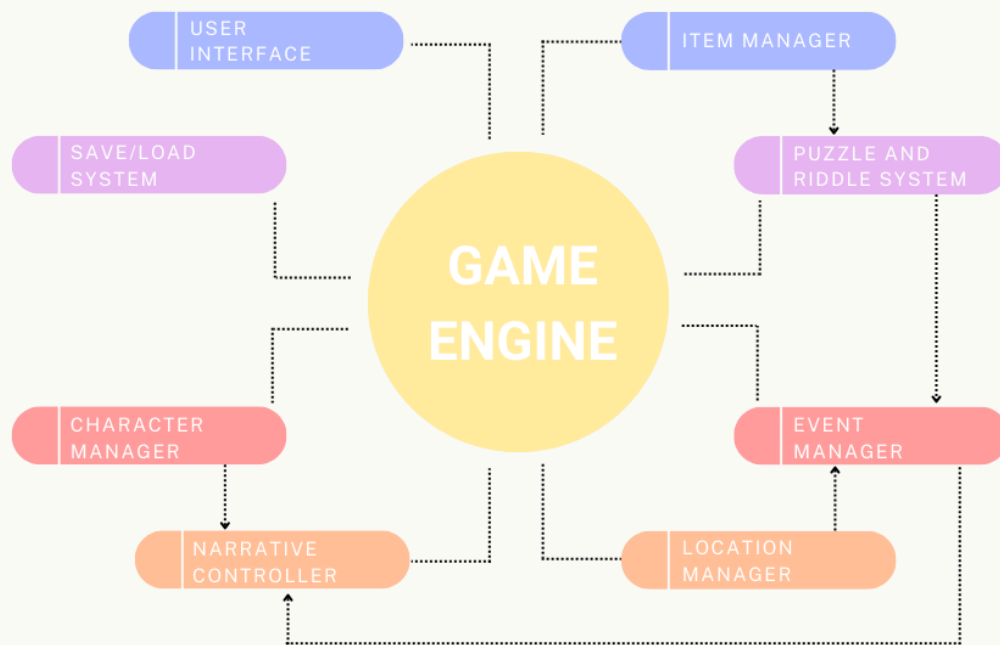 USER
INTERFACE
ITEM MANAGER
SAVE/LOAD
SYSTEM
PUZZLE AND
RIDDLE SYSTEM
GAME
ENGINE
CHARACTER
MANAGER
EVENT
MANAGER
NARRATIVE
CONTROLLER
LOCATION
MANAGER